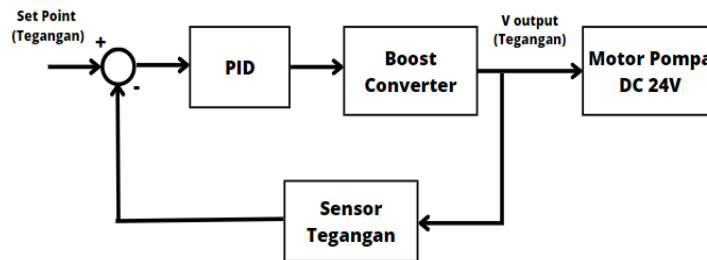 Set Point
(Tegangan)
+
-
PID
Boost
Converter
V output
(Tegangan)
Motor Pompa
DC 24V
Sensor
Tegangan